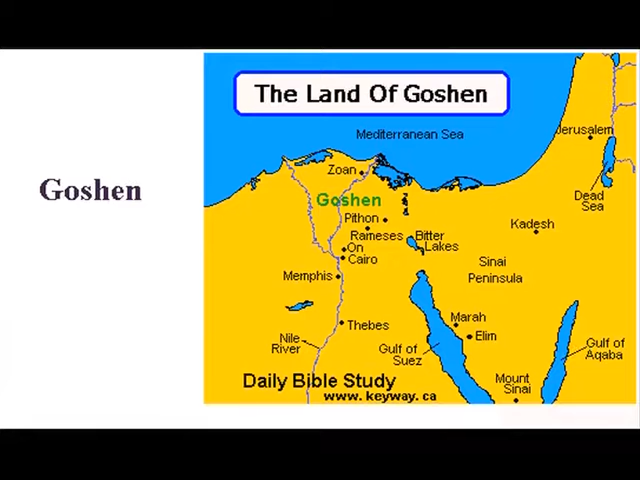 Goshen
The Land Of Goshen
Mediterranean Sea
Jerusalem
Zoan
Dead
Sea
Goshen
Pithon
Kadesh
Rameses
Bitter
Lakes
On
Cairo
Sinai
Peninsula
Memphis
Marah
Thebes
Elim
Nile
River
Gulf of
Suez
Gulf of
Aqaba
Mount
Sinai
Daily Bible Study
www.keyway.ca